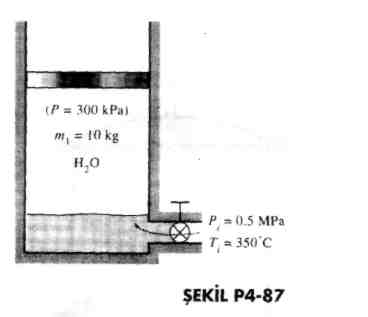 (P = 300 kPa)
m₁ = 10 kg
H₂O
Pᵢ = 0.5 MPa
Tᵢ = 350°C
ŞEKİL P4-87